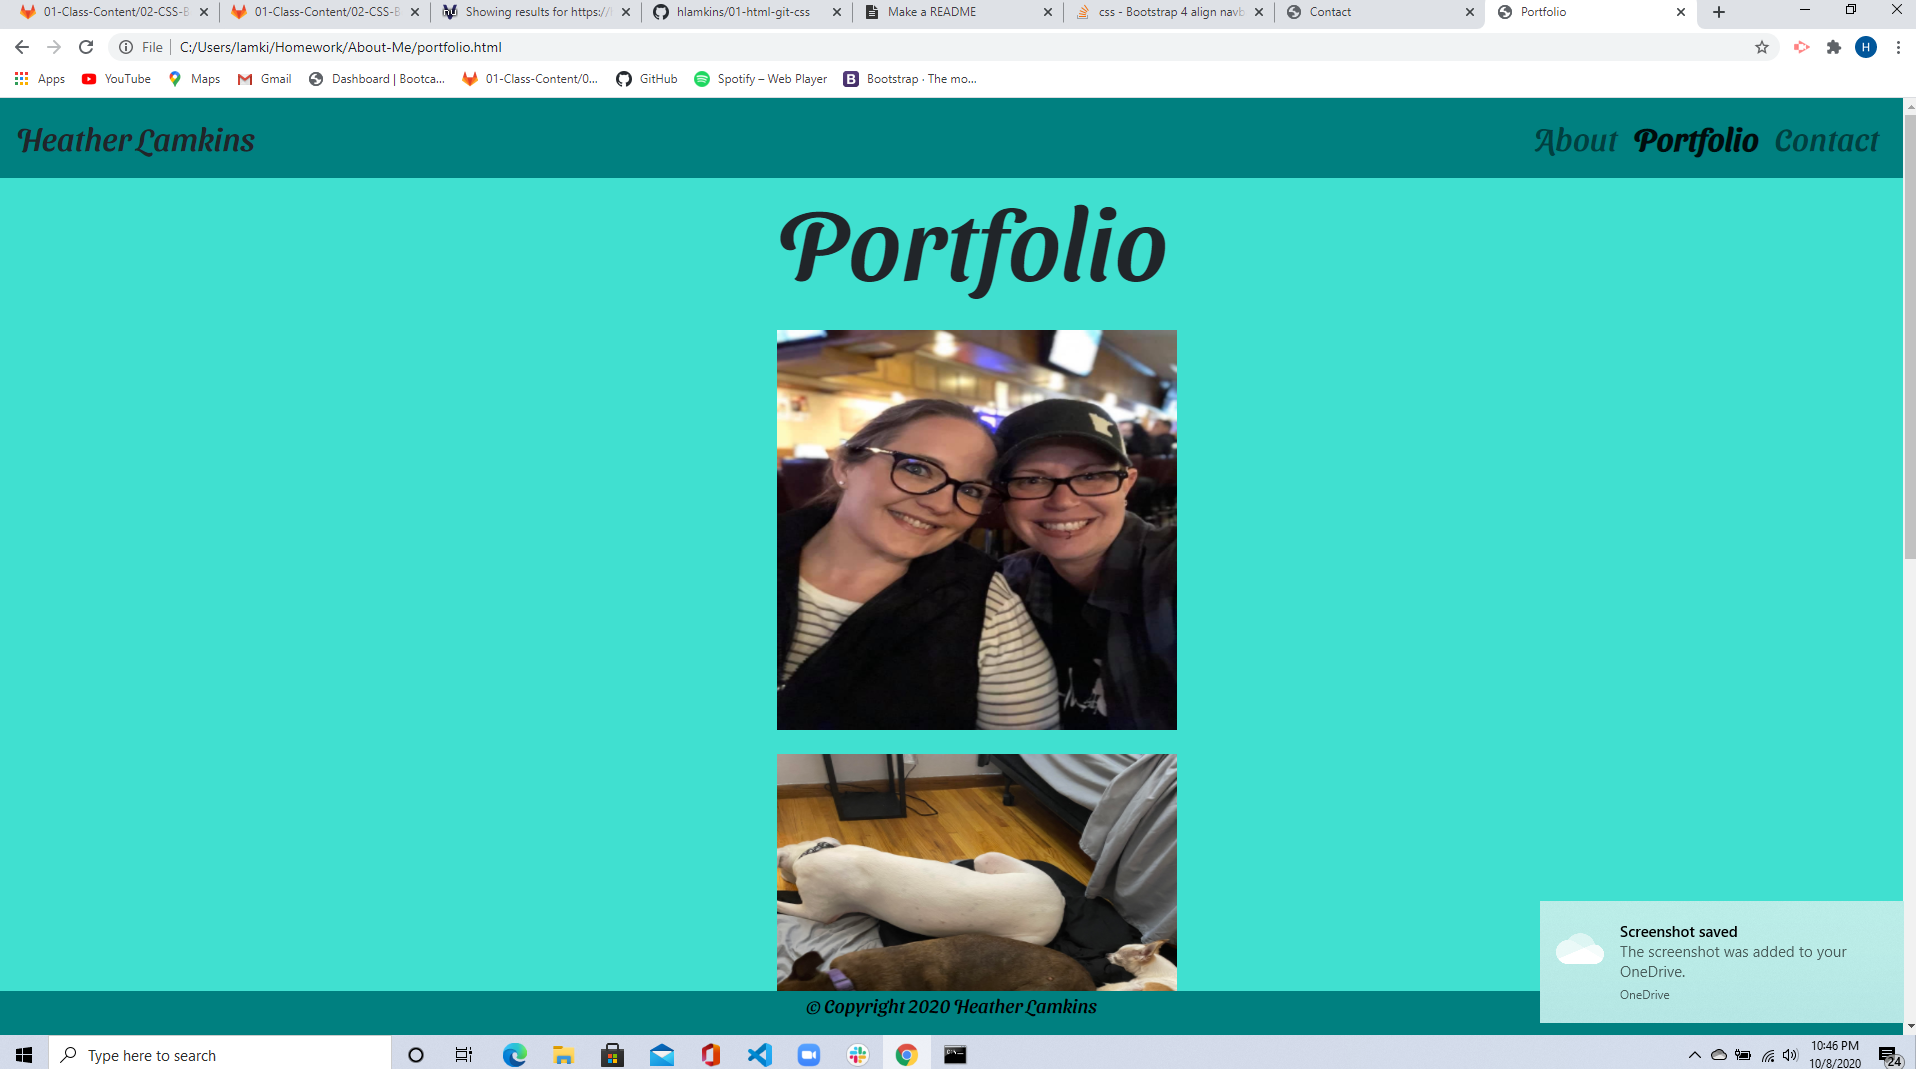 01-Class-Content/02-CSS-B
01-Class-Content/02-CSS-B
Showing results for https://
hlamkins/01-html-git-css
Make a README
css - Bootstrap 4 align navb
Contact
Portfolio
File
C:/Users/lamki/Homework/About-Me/portfolio.html
H
Apps
YouTube
Maps
Gmail
Dashboard | Bootca...
01-Class-Content/0...
GitHub
Spotify – Web Player
B
Bootstrap · The mo...
Heather Lamkins
About Portfolio Contact
Portfolio
Screenshot saved
The screenshot was added to your
OneDrive.
OneDrive
© Copyright 2020 Heather Lamkins
Type here to search
10:46 PM
10/8/2020
24